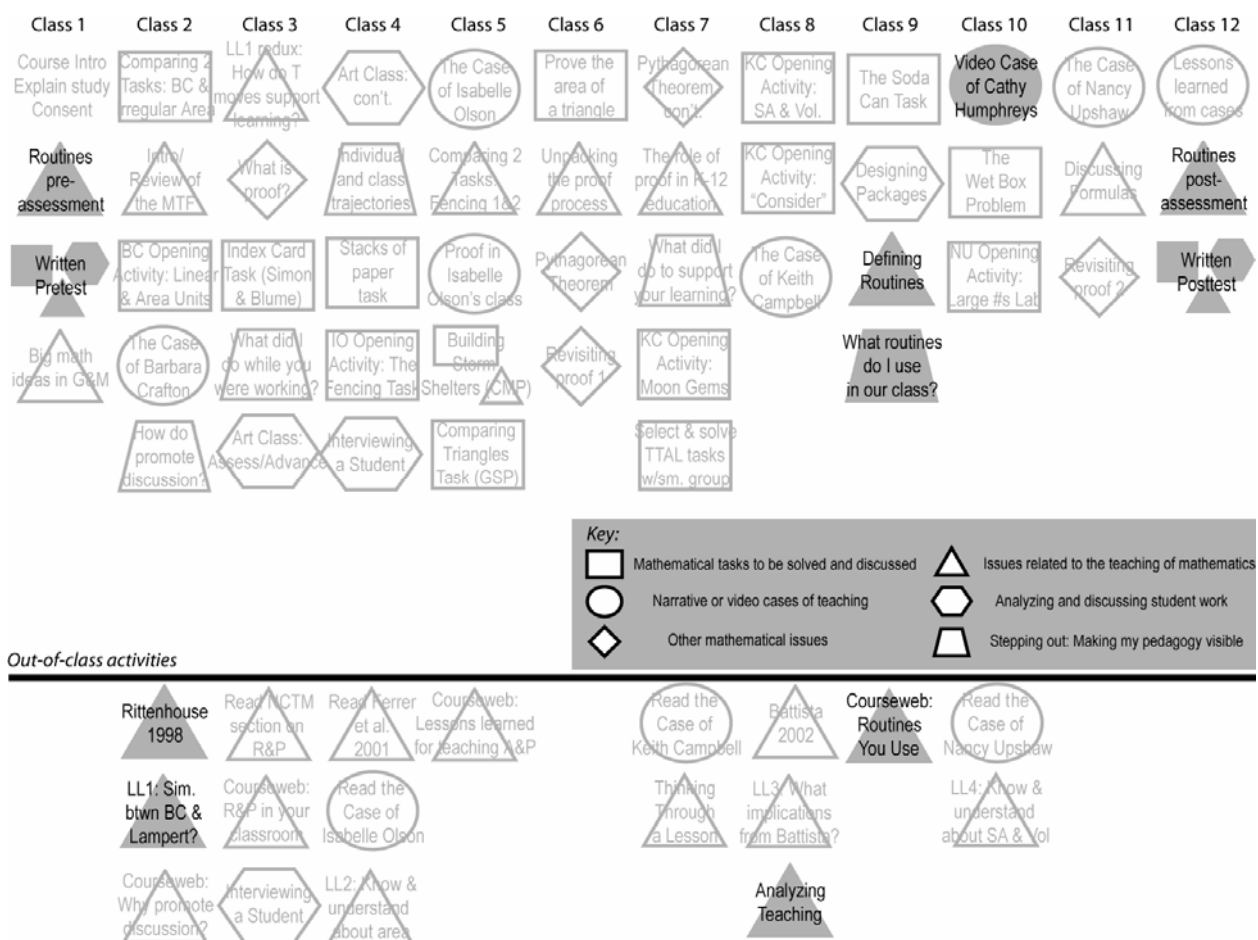 Class 1
Class 2
Class 3
Class 4
Class 5
Class 6
Class 7
Class 8
Class 9
Class 10
Class 11
Class 12
Course Intro
Explain study
Consent
Comparing 2
Tasks: BC &
Irregular Area
LL1 redux:
How do T
moves support
learning?
Art Class:
con't.
The Case
of Isabelle
Olson
Prove the
area of
a triangle
Pythagorean
Theorem
con't.
KC Opening
Activity:
SA & Vol.
The Soda
Can Task
Video Case
of Cathy
Humphreys
The Case
of Nancy
Upshaw
Lessons
learned
from cases
Routines
pre-
assessment
Intro/
Review of
the MTF
What is
proof?
Individual
and class
trajectories
Comparing 2
Tasks:
Fencing 1&2
Unpacking
the proof
process
The role of
proof in K-12
education
KC Opening
Activity:
"Consider"
Designing
Packages
The
Wet Box
Problem
Discussing
Formulas
Routines
post-
assessment
Written
Pretest
BC Opening
Activity: Linear
& Area Units
Index Card
Task (Simon
& Blume)
Stacks of
paper
task
Proof in
Isabelle
Olson's class
Pythagorean
Theorem
What did I
do to support
your learning?
The Case
of Keith
Campbell
Defining
Routines
NU Opening
Activity:
Large #s Lab
Revisiting
proof 2
Written
Posttest
Big math
ideas in G&M
The Case
of Barbara
Crafton
What did I
do while you
were working?
IO Opening
Activity: The
Fencing Task
Building
Storm
Shelters (CMP)
Revisiting
proof 1
KC Opening
Activity:
Moon Gems
What routines
do I use
in our class?
How do
promote
discussion?
Art Class:
Assess/Advance
Interviewing
a Student
Comparing
Triangles
Task (GSP)
Select & solve
TTAL tasks
w/sm. group
Key:
Mathematical tasks to be solved and discussed
Issues related to the teaching of mathematics
Narrative or video cases of teaching
Analyzing and discussing student work
Other mathematical issues
Stepping out: Making my pedagogy visible
Out-of-class activities
Rittenhouse
1998
Read NCTM
section on
R&P
Read Ferrer
et al.
2001
Courseweb:
Lessons learned
for teaching A&P
Read the
Case of
Keith Campbell
Battista
2002
Courseweb:
Routines
You Use
Read the
Case of
Nancy Upshaw
LL1: Sim.
btwn BC &
Lampert?
Courseweb:
R&P in your
classroom
Read the
Case of
Isabelle Olson
Thinking
Through
a Lesson
LL3: What
implications
from Battista?
LL4: Know &
understand
about SA & Vol
Courseweb:
Why promote
discussion?
Interviewing
a Student
LL2: Know &
understand
about area
Analyzing
Teaching